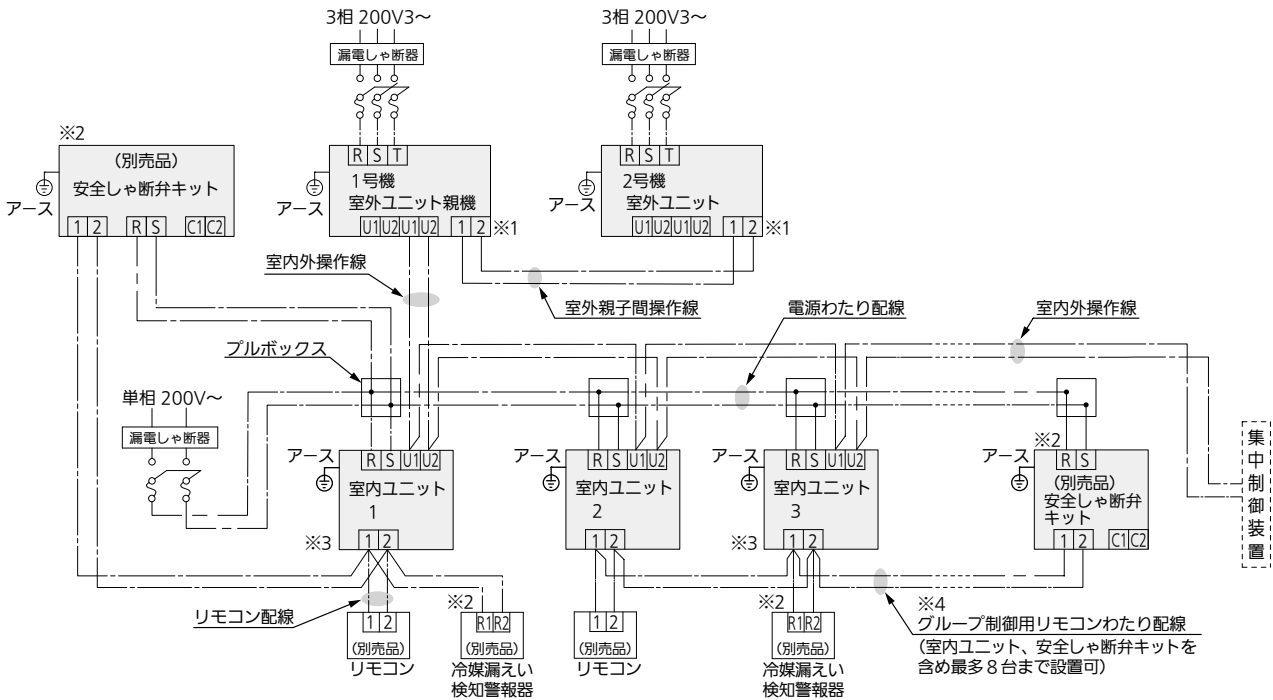 3相 200V3～
漏電しゃ断器
3相 200V3～
漏電しゃ断器
※2
(別売品)
安全しゃ断弁キット
アース
1 2 R S C1 C2
R S T
1号機
室外ユニット親機
アース
U1 U2 U1 U2 1 2 ※1
R S T
2号機
室外ユニット
アース
U1 U2 U1 U2 1 2 ※1
室内外操作線
室外親子間操作線
電源わたり配線
室内外操作線
プルボックス
単相 200V～
漏電しゃ断器
アース
R S U1 U2
室内ユニット
1
※3
1 2
アース
R S U1 U2
室内ユニット
2
1 2
アース
R S U1 U2
室内ユニット
3
※3
1 2
※2
アース
R S
(別売品)
安全しゃ断弁
キット
1 2 C1 C2
集中制御装置
リモコン配線
1 2
(別売品)
リモコン
※2
R1 R2
(別売品)
冷媒漏えい
検知警報器
1 2
(別売品)
リモコン
※2
R1 R2
(別売品)
冷媒漏えい
検知警報器
※4
グループ制御用リモコンわたり配線
(室内ユニット、安全しゃ断弁キットを
含め最多8台まで設置可)